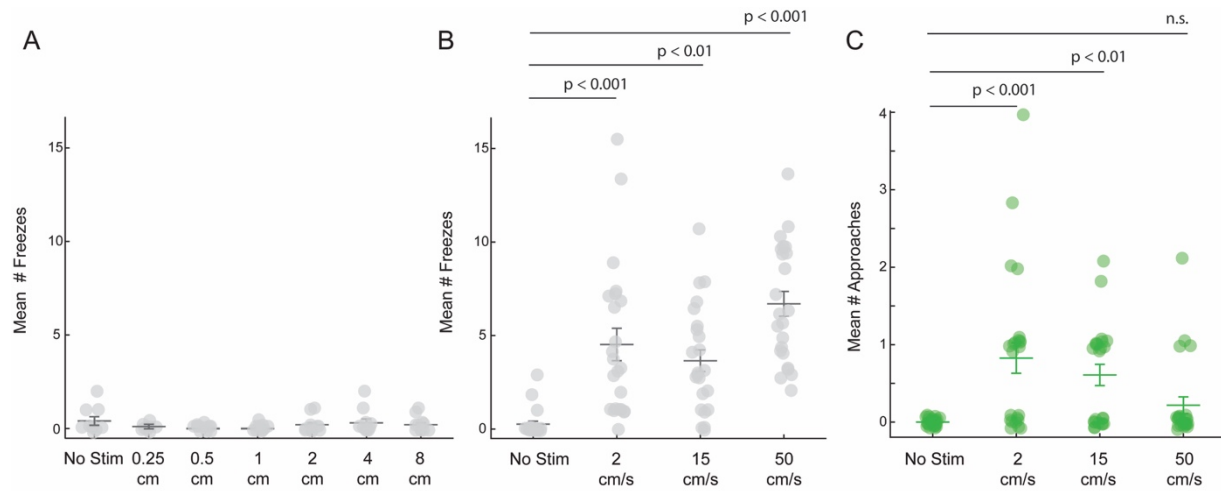 A
Mean # Freezes
15
10
5
0
No Stim
0.25
cm
0.5
cm
1
cm
2
cm
4
cm
8
cm
B
p < 0.001
p < 0.01
p < 0.001
Mean # Freezes
15
10
5
0
No Stim
2
cm/s
15
cm/s
50
cm/s
C
n.s.
p < 0.01
p < 0.001
Mean # Approaches
4
3
2
1
0
No Stim
2
cm/s
15
cm/s
50
cm/s